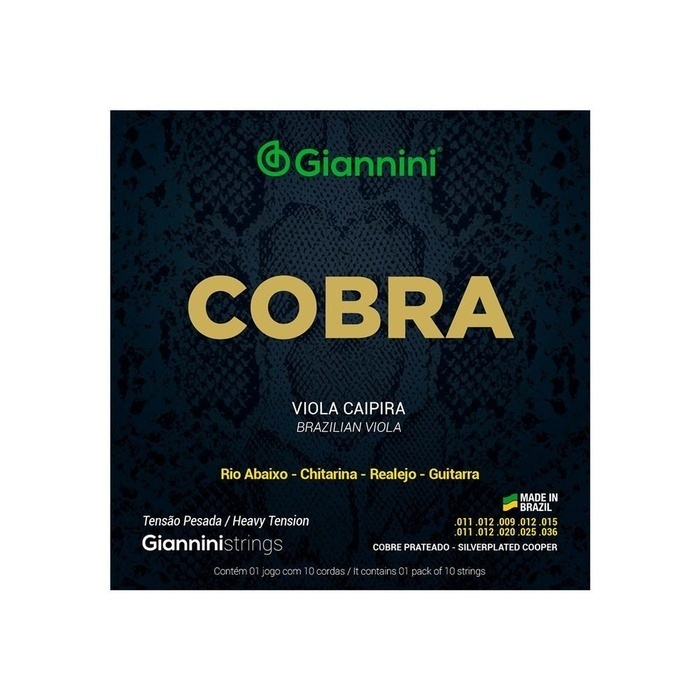 Giannini®
COBRA
VIOLA CAIPIRA
BRAZILIAN VIOLA
Rio Abaixo - Chitarina - Realejo - Guitarra
MADE IN
BRAZIL
Tensão Pesada / Heavy Tension
.011 .012 .009 .012 .015
.011 .012 .020 .025 .036
Gianninistrings
COBRE PRATEADO - SILVERPLATED COOPER
Contém 01 jogo com 10 cordas / It contains 01 pack of 10 strings